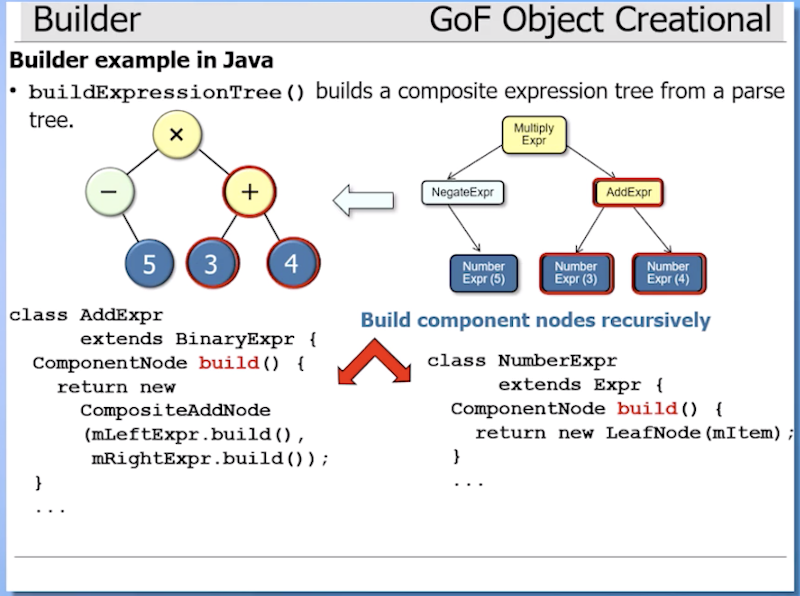 Builder
GoF Object Creational
Builder example in Java
• buildExpressionTree() builds a composite expression tree from a parse
tree.
×
−
+
5
3
4
Multiply
Expr
NegateExpr
AddExpr
Number
Expr (5)
Number
Expr (3)
Number
Expr (4)
Build component nodes recursively
class AddExpr
extends BinaryExpr {
ComponentNode build() {
return new
CompositeAddNode
(mLeftExpr.build(),
mRightExpr.build());
}
...
class NumberExpr
extends Expr {
ComponentNode build() {
return new LeafNode(mItem);
}
...